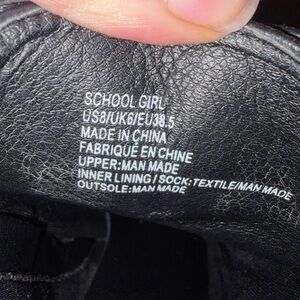 SCHOOL GIRL
US8/UK6/EU38.5
MADE IN CHINA
FABRIQUÉ EN CHINE
UPPER:MAN MADE
INNER LINING / SOCK:TEXTILE/MAN MADE
OUTSOLE:MAN MADE